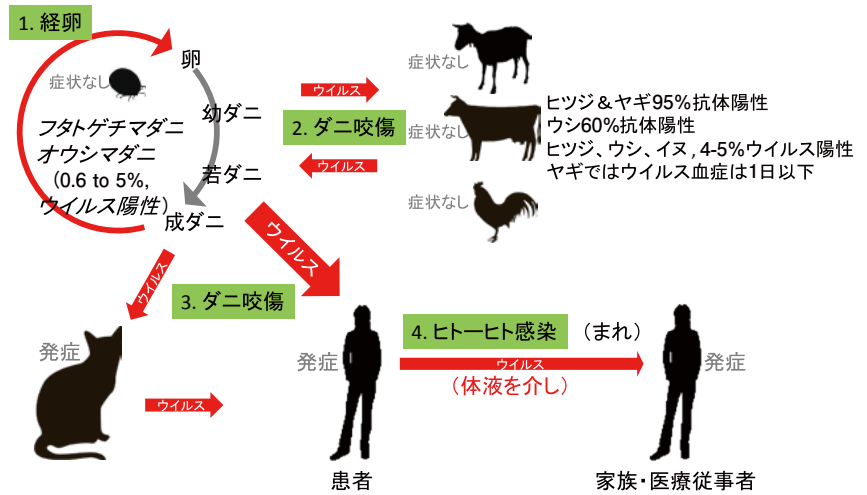 1. 経卵
卵
症状なし
幼ダニ
フタトゲチマダニ
オウシマダニ
（0.6 to 5%,
ウイルス陽性）
若ダニ
成ダニ
ウイルス
2. ダニ咬傷
ウイルス
症状なし
症状なし
症状なし
ヒツジ＆ヤギ95%抗体陽性
ウシ60%抗体陽性
ヒツジ、ウシ、イヌ, 4-5%ウイルス陽性
ヤギではウイルス血症は1日以下
ウイルス
ウイルス
3. ダニ咬傷
発症
ウイルス
発症
患者
4. ヒト―ヒト感染 （まれ）
ウイルス
（体液を介し）
発症
家族・医療従事者